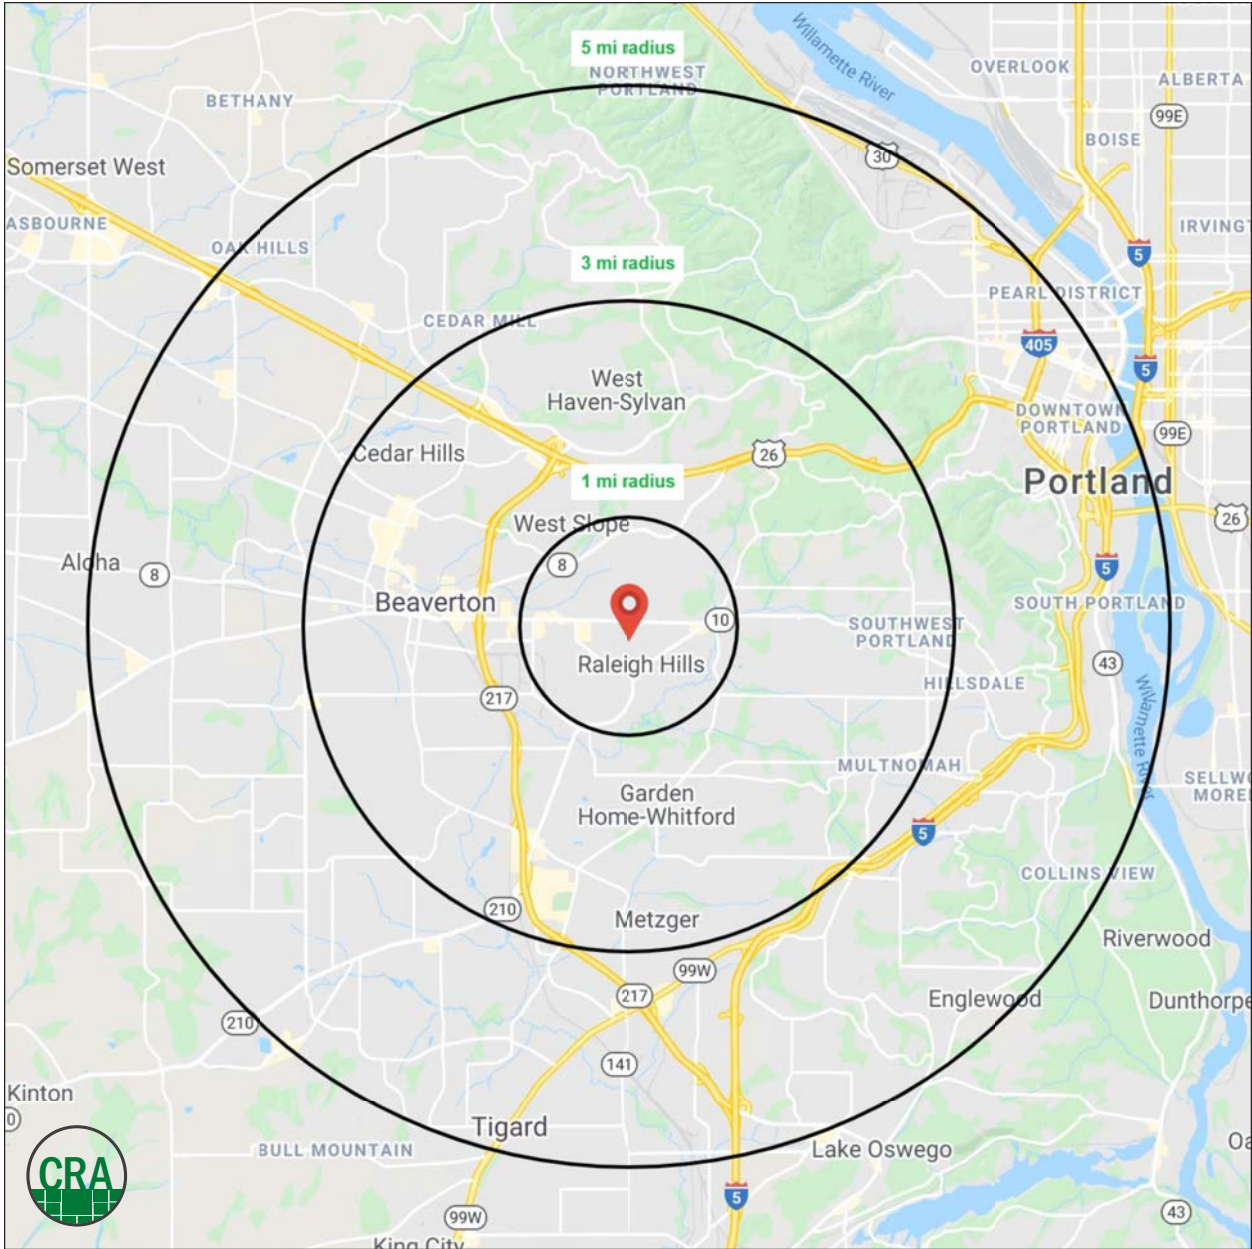 5 mi radius
NORTHWEST
PORTLAND
Willamette River
OVERLOOK
ALBERTA
BETHANY
99E
BOISE
30
Somerset West
ASBOURNE
OAK HILLS
IRVINGT
5
3 mi radius
PEARL DISTRICT
CEDAR MILL
405
5
West
Haven-Sylvan
DOWNTOWN
PORTLAND
99E
Cedar Hills
26
1 mi radius
Portland
West Slope
26
Aloha
8
8
5
Beaverton
10
SOUTHWEST
PORTLAND
SOUTH PORTLAND
Raleigh Hills
43
HILLSDALE
217
Willamette River
MULTNOMAH
SELLWO
MORE
Garden
Home-Whitford
5
COLLINS VIEW
210
Metzger
Riverwood
99W
217
Englewood
Dunthorpe
210
141
Kinton
0
Tigard
BULL MOUNTAIN
Lake Oswego
Oa
CRA
5
99W
43
King City